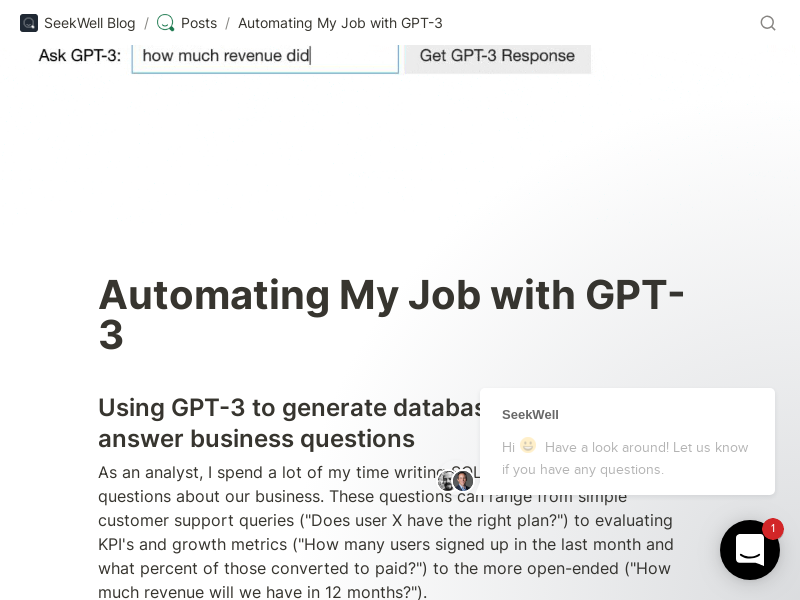 SeekWell Blog / Posts / Automating My Job with GPT-3
Ask GPT-3: how much revenue did Get GPT-3 Response
Automating My Job with GPT-
3
Using GPT-3 to generate
answer business questions
As an analyst, I spend a lot of my time writing SQL
questions about our business. These questions can range from simple
customer support queries ("Does user X have the right plan?") to evaluating
KPI's and growth metrics ("How many users signed up in the last month and
what percent of those converted to paid?") to the more open-ended ("How
much revenue will we have in 12 months?").
SeekWell
Hi Have a look around! Let us know
if you have any questions.
1